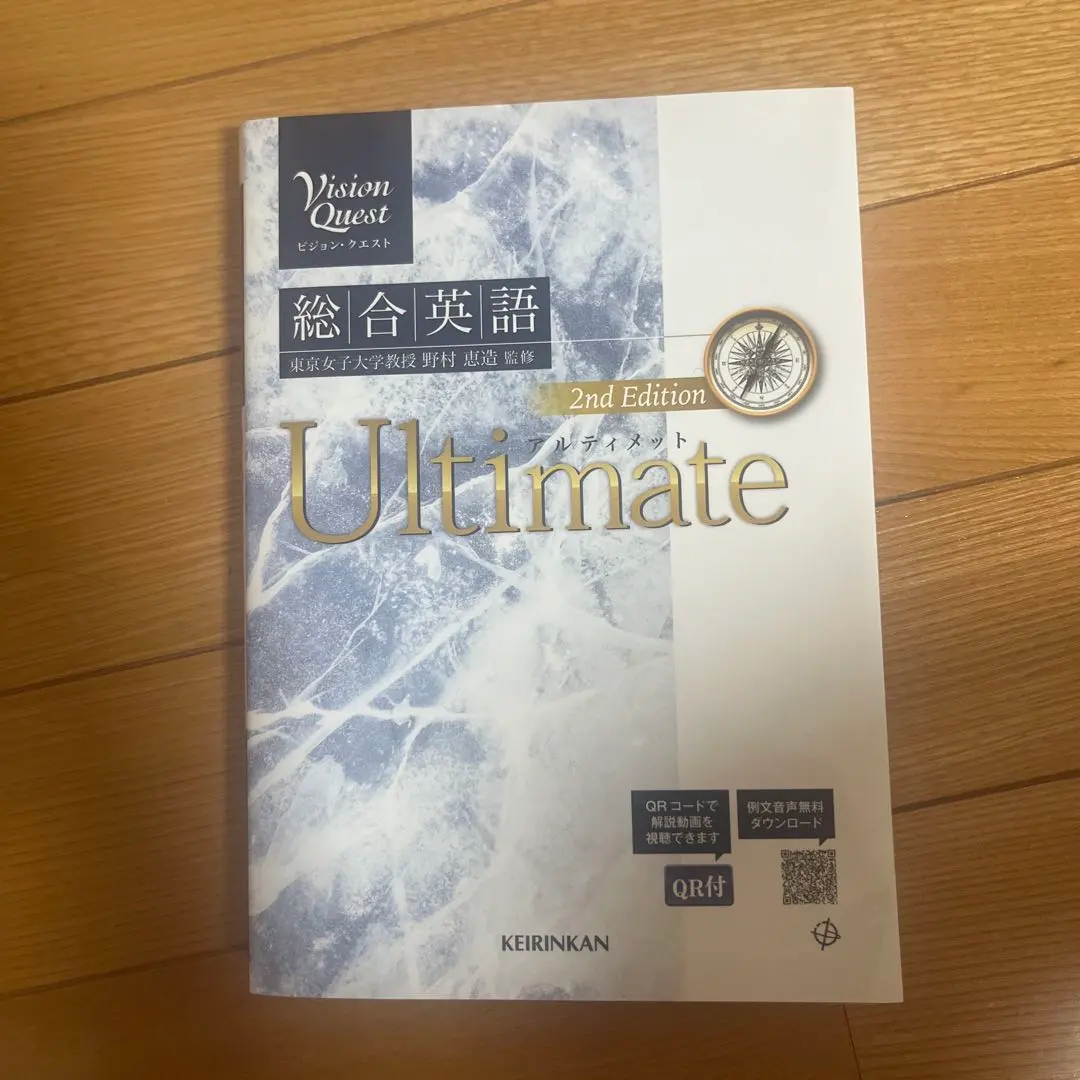 Vision
Quest
ビジョン・クエスト
総合英語
東京女子大学教授 野村 恵造 監修
2nd Edition
アルティメット
Ultimate
QRコードで
解説動画を
視聴できます
例文音声無料
ダウンロード
QR付
KEIRINKAN